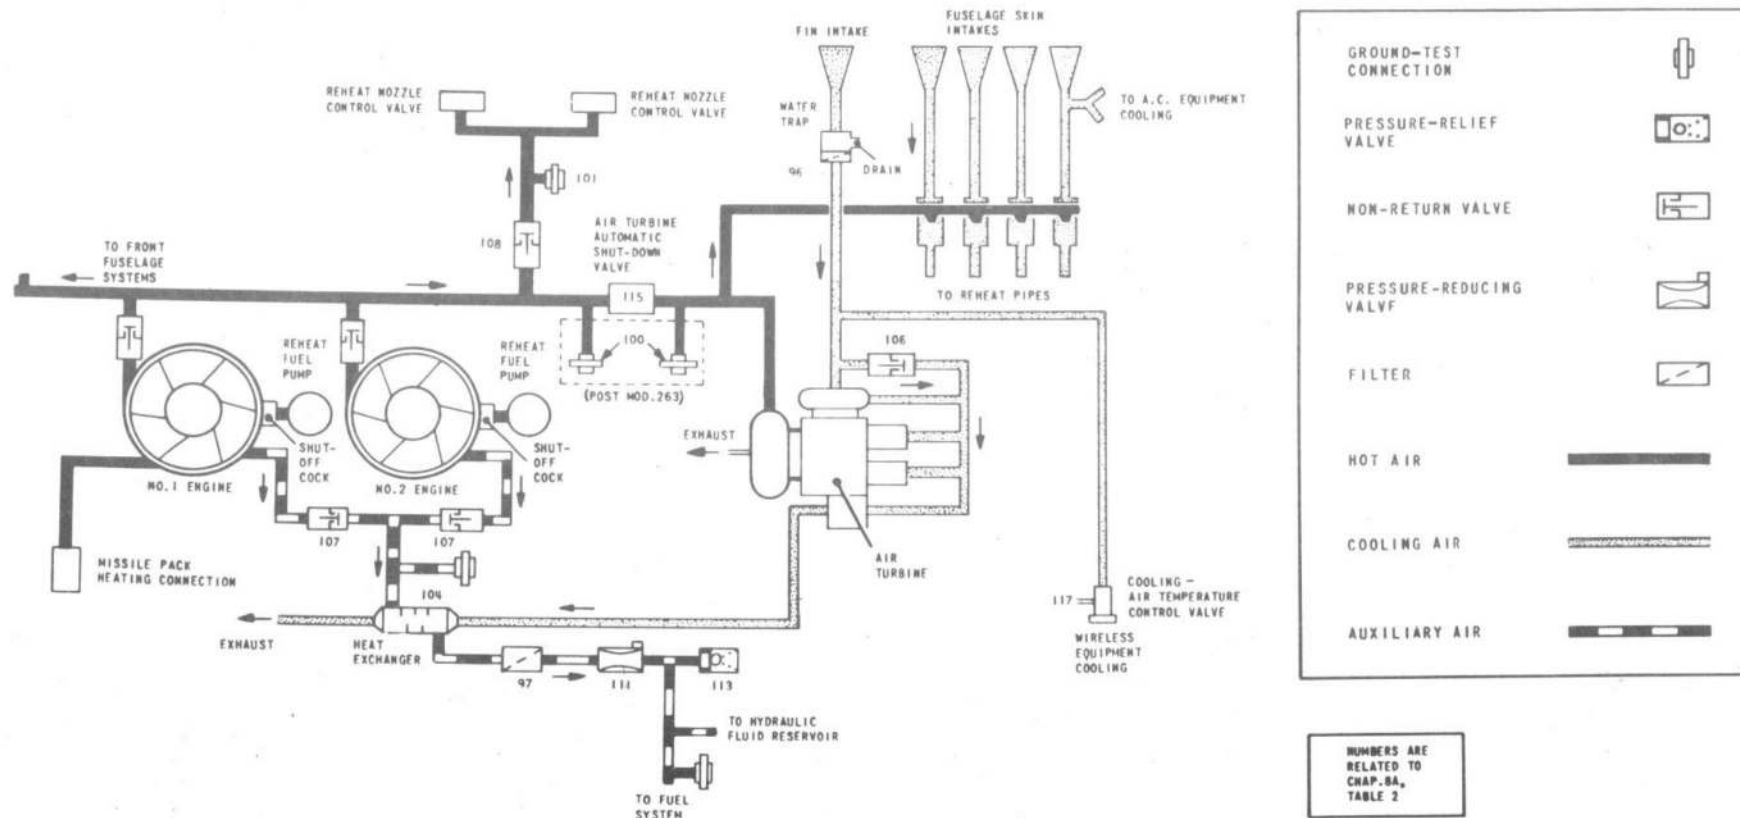 FIN INTAKE
FUSELAGE SKIN
INTAKES
REHEAT NOZZLE
CONTROL VALVE
REHEAT NOZZLE
CONTROL VALVE
WATER
TRAP
TO A.C. EQUIPMENT
COOLING
DRAIN
96
101
108
AIR TURBINE
AUTOMATIC
SHUT-DOWN
VALVE
TO FRONT
FUSELAGE
SYSTEMS
115
TO REHEAT PIPES
REHEAT
FUEL
PUMP
REHEAT
FUEL
PUMP
100
(POST MOD.263)
106
EXHAUST
SHUT-
OFF
COCK
SHUT-
OFF
COCK
NO.1 ENGINE
NO.2 ENGINE
107
107
MISSILE PACK
HEATING CONNECTION
AIR
TURBINE
104
117
COOLING -
AIR TEMPERATURE
CONTROL VALVE
EXHAUST
HEAT
EXCHANGER
WIRELESS
EQUIPMENT
COOLING
97
111
113
TO HYDRAULIC
FLUID RESERVOIR
TO FUEL
SYSTEM
GROUND-TEST
CONNECTION
PRESSURE-RELIEF
VALVE
NON-RETURN VALVE
PRESSURE-REDUCING
VALVE
FILTER
HOT AIR
COOLING AIR
AUXILIARY AIR
NUMBERS ARE
RELATED TO
CHAP.8A,
TABLE 2